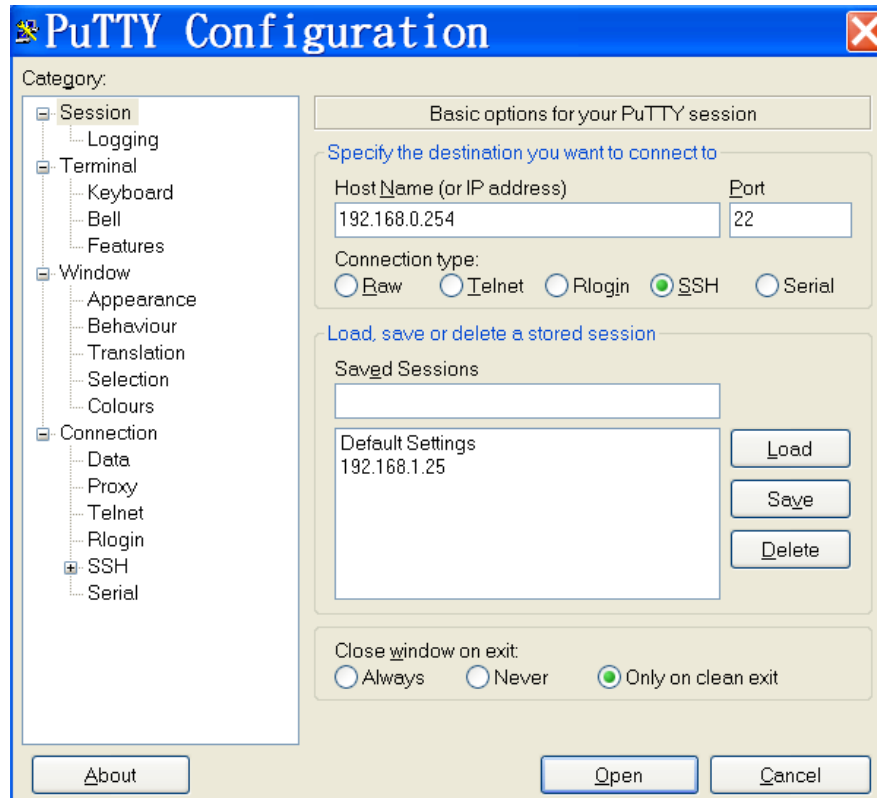 PuTTY Configuration
Category:
Session
Logging
Terminal
Keyboard
Bell
Features
Window
Appearance
Behaviour
Translation
Selection
Colours
Connection
Data
Proxy
Telnet
Rlogin
SSH
Serial
Basic options for your PuTTY session
Specify the destination you want to connect to
Host Name (or IP address) Port
192.168.0.254 22
Connection type:
Raw Telnet Rlogin SSH Serial
Load, save or delete a stored session
Saved Sessions
Default Settings
192.168.1.25
Load
Save
Delete
Close window on exit:
Always Never Only on clean exit
About Open Cancel